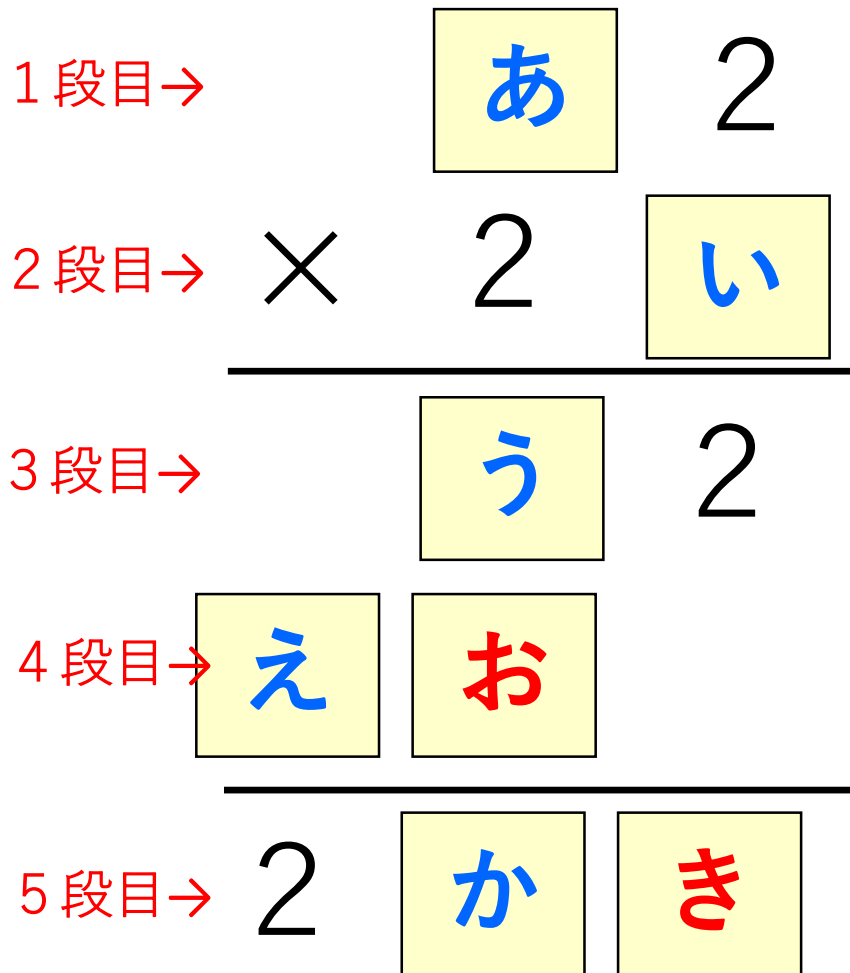 1段目→ あ 2
2段目→ × 2 い
3段目→ う 2
4段目→ え お
5段目→ 2 か き